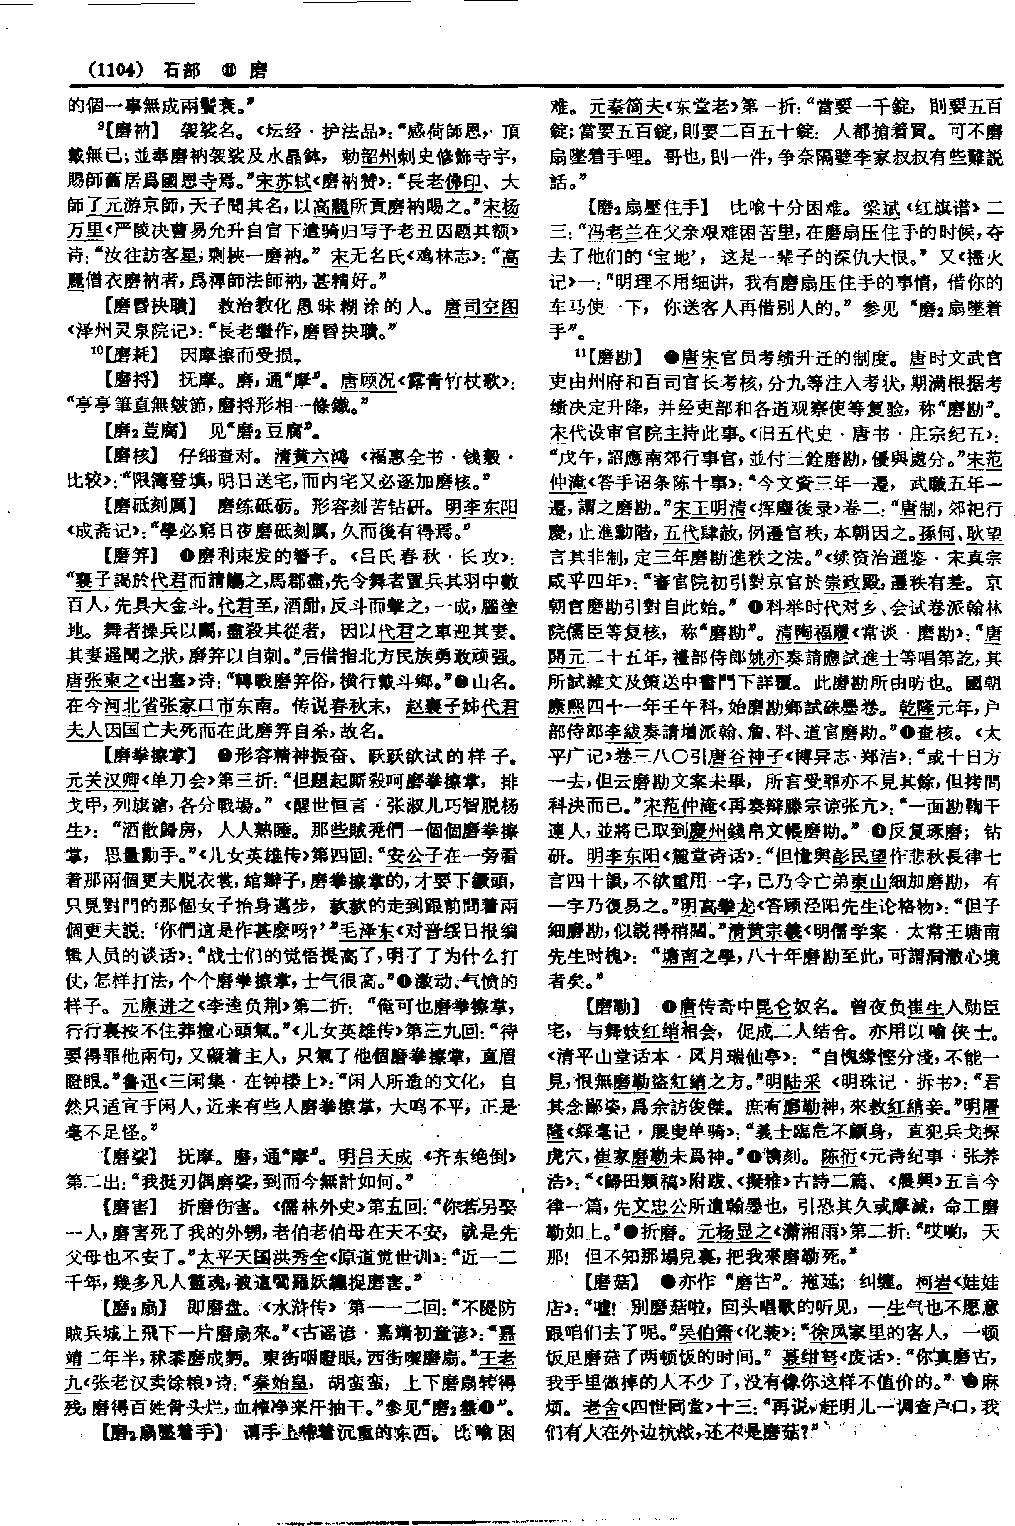 (1104) 石部 ⑪ 磨
的個一事無成兩鬢衰。”
⁹【磨衲】 袈裟名。《坛经·护法品》：“感荷師恩，頂
戴無已；並奉磨衲袈裟及水晶鉢，勑韶州刺史修飾寺宇，
賜師舊居爲國恩寺焉。”宋苏轼《磨衲赞》：“長老佛印、大
師了元游京師，天子聞其名，以高麗所貢磨衲賜之。”宋杨
万里《严陵决曹易允升自官下遣骑归写予老丑因题其额》
诗：“汝往訪客星，剩挾一磨衲。” 宋无名氏《鸡林志》：“高
麗僧衣磨衲者，爲禪師法師衲，甚精好。”
【磨昏抉聵】 救治教化愚昧糊涂的人。唐司空图
《泽州灵泉院记》：“長老繼作，磨昏抉聵。”
¹⁰【磨耗】 因摩擦而受损。
【磨捋】 抚摩。磨，通“摩”。唐顾况《露青竹杖歌》：
“亭亭筆直無皴節，磨捋形相一條鐵。”
【磨₂荳腐】 见“磨₂豆腐”。
【磨核】 仔细查对。清黄六鸿《福惠全书·钱穀·
比较》：“限簿登填，明日送宅，而内宅又必逐加磨核。”
【磨砥刻厲】 磨练砥砺。形容刻苦钻研。明李东阳
《成斋记》：“學必窮日夜磨砥刻厲，久而後有得焉。”
【磨笄】 ❶磨利束发的簪子。《吕氏春秋·长攻》：
“襄子謁於代君而請觴之，馬郡盡，先令舞者置兵其羽中數
百人，先具大金斗。代君至，酒酣，反斗而擊之，一成，腦塗
地。舞者操兵以鬭，盡殺其從者， 因以代君之車迎其妻。
其妻遥聞之狀，磨笄以自刺。”后借指北方民族勇敢顽强。
唐张柬之《出塞》诗：“轉戰磨笄俗，横行戴斗鄉。”❷山名。
在今河北省张家口市东南。传说春秋末， 赵襄子姊代君
夫人因国亡夫死而在此磨笄自杀，故名。
【磨拳擦掌】 ❶形容精神振奋、跃跃欲试的样子。
元关汉卿《单刀会》第三折：“但題起厮殺呵磨拳擦掌， 排
戈甲，列旗鎗，各分戰場。” 《醒世恒言·张淑儿巧智脱杨
生》： “酒散歸房， 人人熟睡。那些賊秃們一個個磨拳擦
掌， 思量動手。”《儿女英雄传》第四回：“安公子在一旁看
着那兩個更夫脱衣裳，綰辮子，磨拳擦掌的，才要下钁頭，
只見對門的那個女子抬身邁步， 款款的走到跟前問着兩
個更夫說：‘你們這是作甚麽嗎？’”毛泽东《对晋绥日报编
辑人员的谈话》：“战士们的觉悟提高了，明了了为什么打
仗，怎样打法，个个磨拳擦掌，士气很高。”❷激动、气愤的
样子。元康进之《李逵负荆》第二折： “俺可也磨拳擦掌，
行行裏按不住莽撞心頭氣。”《儿女英雄传》第三九回：“待
要得罪他兩句，又礙着主人，只氣了他個磨拳擦掌，直眉
瞪眼。”鲁迅《三闲集·在钟楼上》：“闲人所造的文化， 自
然只适宜于闲人，近来有些人磨拳擦掌，大鸣不平，正是
毫不足怪。”
【磨娑】 抚摩。磨，通“摩”。明吕天成《齐东绝倒》
第二出：“我挺刃偶磨娑，到而今無計如何。”
【磨害】 折磨伤害。《儒林外史》第五回：“你若另娶
一人，磨害死了我的外甥，老伯老伯母在天不安， 就是先
父母也不安了。”太平天国洪秀全《原道觉世训》：“近一二
千年，幾多凡人靈魂，被這閻羅妖纏捉磨害。”
【磨₂扇】 即磨盘。《水浒传》 第一一二回：“不隄防
賊兵城上飛下一片磨扇來。”《古谣谚·嘉靖初童谚》：“嘉
靖二年半，秫黍磨成麪。東街咽瞪眼，西街喫磨扇。”王老
九《张老汉卖馀粮》诗：“秦始皇， 胡蛮蛮， 上下磨扇转得
残，磨得百姓骨头烂，血榨净来汗抽干。”参见“磨₂盤❶”。
【磨₂扇墜着手】 谓手上绵着沉重的东西。比喻困
难。元秦简夫《东堂老》第一折：“當要一千錠， 則要五百
錠；當要五百錠，則要二百五十錠： 人都搶着買。可不磨
扇墜着手哩。哥也，則一件，争奈隔壁李家叔叔有些難說
話。”
【磨₂扇壓住手】 比喻十分困难。梁斌《红旗谱》二
三：“冯老兰在父亲艰难困苦里，在磨扇压住手的时候，夺
去了他们的‘宝地’， 这是一辈子的深仇大恨。” 又《播火
记》一：“明理不用细讲，我有磨扇压住手的事情，借你的
车马使一下， 你送客人再借别人的。” 参见“磨₂扇墜着
手”。
¹¹【磨勘】 ❶唐宋官员考绩升迁的制度。唐时文武官
吏由州府和百司官长考核，分九等注入考状，期满根据考
绩决定升降，并经吏部和各道观察使等复验，称“磨勘”。
宋代设审官院主持此事。《旧五代史·唐书·庄宗纪五》：
“戊午，詔應南郊行事官，並付三銓磨勘，優與處分。”宋范
仲淹《答手诏条陈十事》：“今文資三年一遷， 武職五年一
遷，謂之磨勘。”宋王明清《挥麈後录》卷二：“唐制，郊祀行
慶，止進勳階，五代肆赦，例遷官秩，本朝因之。孫何、耿望
言其非制，定三年磨勘進秩之法。”《续资治通鉴·宋真宗
咸平四年》：“審官院初引對京官於崇政殿，遷秩有差。京
朝官磨勘引對自此始。” ❷科举时代对乡、会试卷派翰林
院儒臣等复核，称“磨勘”。清陶福履《常谈·磨勘》：“唐
開元二十五年，禮部侍郎姚亦奏請應試進士等唱第訖，其
所試雜文及策送中書門下詳覆。此磨勘所由昉也。國朝
康熙四十一年壬午科，始磨勘鄉試硃墨卷。乾隆元年，户
部侍郎李紱奏請增派翰、詹、科、道官磨勘。”❸查核。《太
平广记》卷三八〇引唐谷神子《博异志·郑洁》：“或十日方
一去，但云磨勘文案未畢， 所言受罪亦不見其餘，但拷問
科決而已。”宋范仲淹《再奏辩滕宗谅张亢》：“一面勘鞫干
連人，並將已取到慶州錢帛文帳磨勘。” ❹反复琢磨；钻
研。明李东阳《麓堂诗话》：“但憶與彭民望作悲秋長律七
言四十韻，不欲重用一字，已乃令亡弟東山細加磨勘， 有
一字乃復易之。”明高攀龙《答顾泾阳先生论格物》：“但子
細磨勘，似說得稍闊。”清黄宗羲《明儒学案·太常王塘南
先生时槐》： “塘南之學，八十年磨勘至此，可謂洞澈心境
者矣。”
【磨勒】 ❶唐传奇中昆仑奴名。曾夜负崔生入勋臣
宅， 与舞妓红绡相会， 促成二人结合。亦用以喻侠士。
《清平山堂话本·风月瑞仙亭》： “自愧缘慳分淺，不能一
見，恨無磨勒盜紅綃之方。”明陆采《明珠记·拆书》：“君
其念鄙姿，爲余訪俊傑。庶有磨勒神，來救紅綃妾。”明屠
隆《綵毫记·展叟单骑》：“義士臨危不顧身， 直犯兵戈探
虎穴，崔家磨勒未爲神。”❷镌刻。陈衍《元诗纪事·张养
浩》：“《歸田類稿》附跋、《擬雅》古詩二篇、《晨興》五言今
律一篇，先文忠公所遺翰墨也， 引恐其久或摩滅，命工磨
勒如上。”❸折磨。元杨显之《潇湘雨》第二折：“哎喲， 天
那！ 但不知那塌兒裏，把我來磨勒死。”
【磨菇】 ❶亦作“磨古”。拖延；纠缠。柯岩《娃娃
店》：“嘘！别磨菇啦，回头唱歌的听见，一生气也不愿意
跟咱们去了呢。”吴伯箫《化装》：“徐凤家里的客人， 一顿
饭足磨菇了两顿饭的时间。” 聂绀弩《废话》：“你真磨古，
我手里做掉的人不少了，没有像你这样不值价的。” ❷麻
烦。老舍《四世同堂》十三：“再说，赶明儿一调查户口，我
们有人在外边抗战，还不是磨菇？”